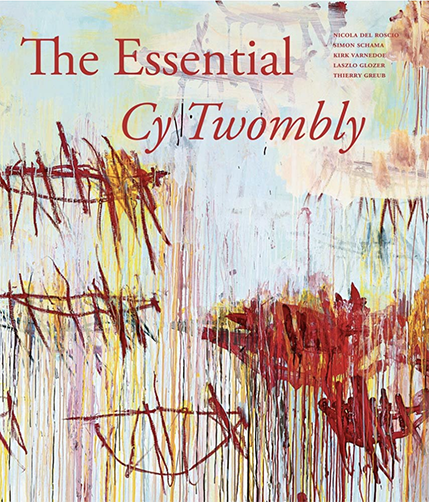 The Essential
Cy Twombly
NICOLA DEL ROSCIO
SIMON SCHAMA
KIRK VARNEDOE
LASZLO GLOZER
THIERRY GREUB